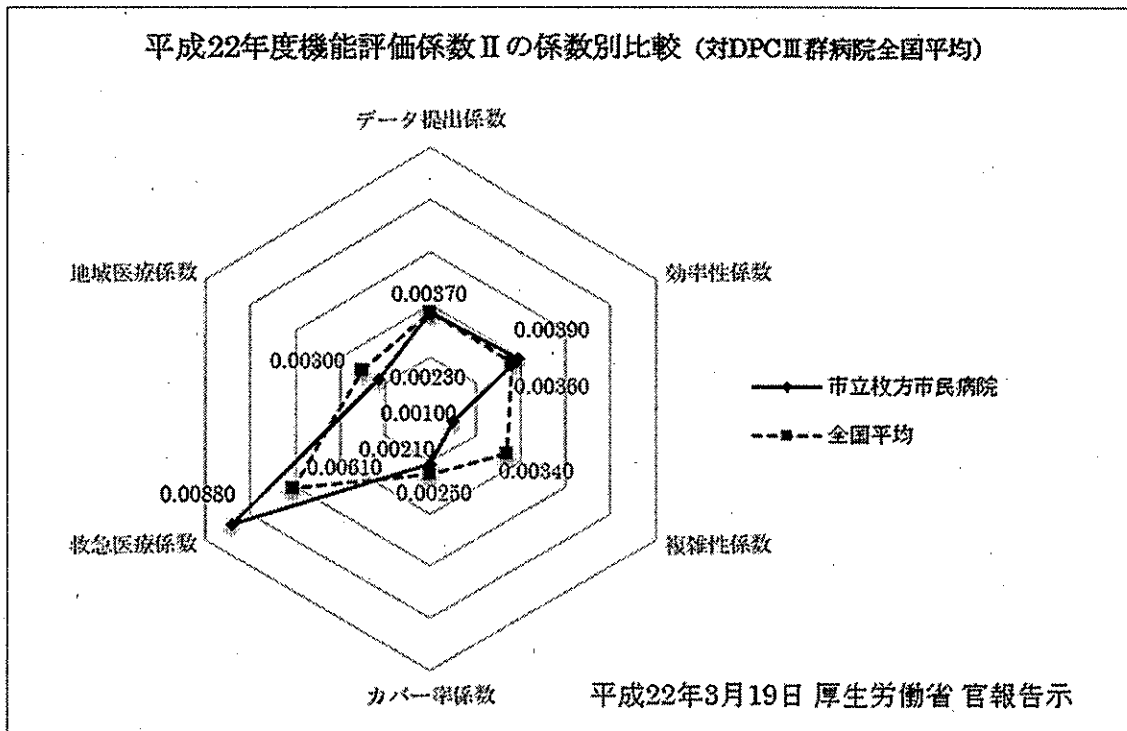 平成22年度機能評価係数Ⅱの係数別比較（対DPCⅢ群病院全国平均）
データ提出係数
地域医療係数
効率性係数
0.00370
0.00390
0.00300
0.00230
0.00360
0.00100
市立枚方市民病院
0.00210
全国平均
0.00610
0.00340
0.00880
0.00250
救急医療係数
複雑性係数
カバー率係数
平成22年3月19日 厚生労働省 官報告示